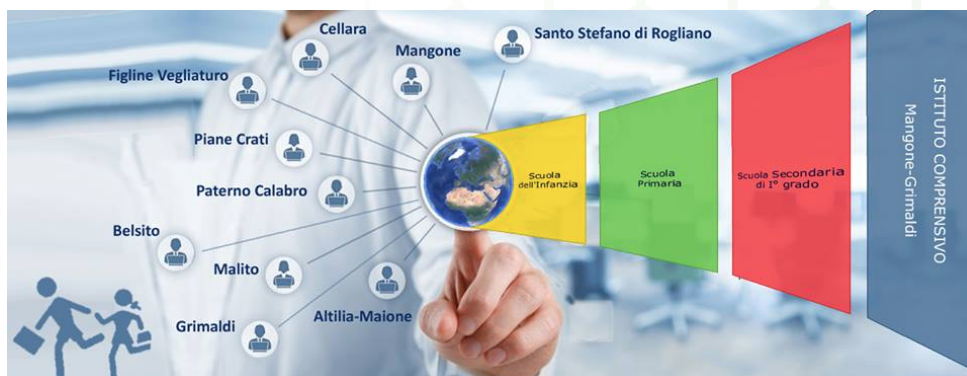 Cellara
Santo Stefano di Rogliano
Mangone
Figline Vegliaturo
Piane Crati
Paterno Calabro
Belsito
Malito
Grimaldi
Altilia-Maione
Scuola
dell'Infanzia
Scuola
Primaria
Scuola Secondaria
di I° grado
ISTITUTO COMPRENSIVO
Mangone-Grimaldi